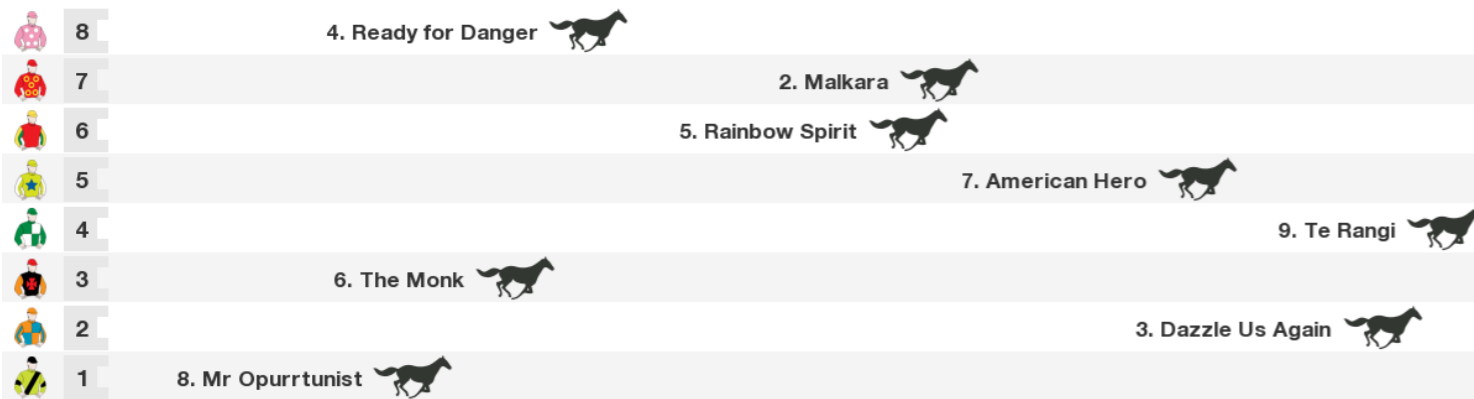 8 4. Ready for Danger
7 2. Malkara
6 5. Rainbow Spirit
5 7. American Hero
4 9. Te Rangi
3 6. The Monk
2 3. Dazzle Us Again
1 8. Mr Opurrtunist